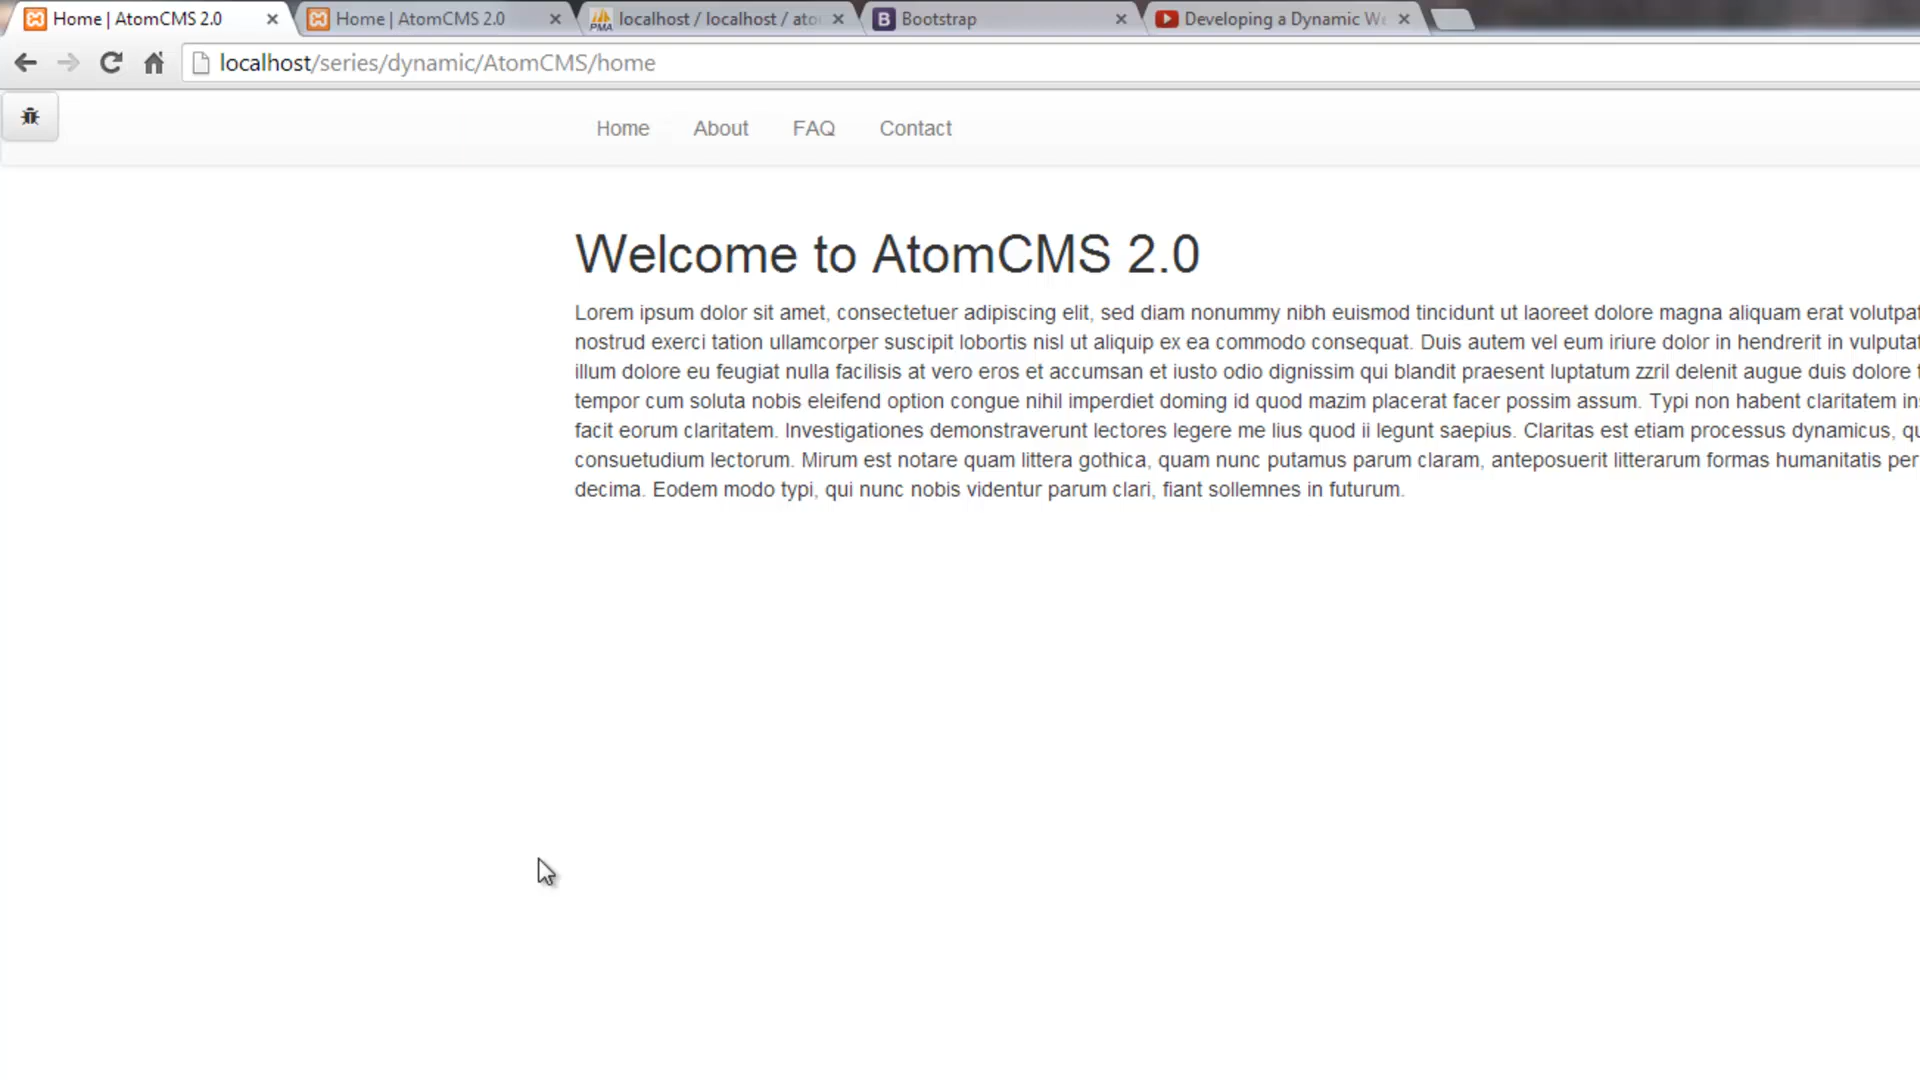 Home | AtomCMS 2.0
Home | AtomCMS 2.0
localhost / localhost / ato
Bootstrap
Developing a Dynamic We
localhost/series/dynamic/AtomCMS/home
Home About FAQ Contact
Welcome to AtomCMS 2.0
Lorem ipsum dolor sit amet, consectetuer adipiscing elit, sed diam nonummy nibh euismod tincidunt ut laoreet dolore magna aliquam erat volutpat
nostrud exerci tation ullamcorper suscipit lobortis nisl ut aliquip ex ea commodo consequat. Duis autem vel eum iriure dolor in hendrerit in vulputat
illum dolore eu feugiat nulla facilisis at vero eros et accumsan et iusto odio dignissim qui blandit praesent luptatum zzril delenit augue duis dolore
tempor cum soluta nobis eleifend option congue nihil imperdiet doming id quod mazim placerat facer possim assum. Typi non habent claritatem in
facit eorum claritatem. Investigationes demonstraverunt lectores legere me lius quod ii legunt saepius. Claritas est etiam processus dynamicus, qu
consuetudium lectorum. Mirum est notare quam littera gothica, quam nunc putamus parum claram, anteposuerit litterarum formas humanitatis per
decima. Eodem modo typi, qui nunc nobis videntur parum clari, fiant sollemnes in futurum.